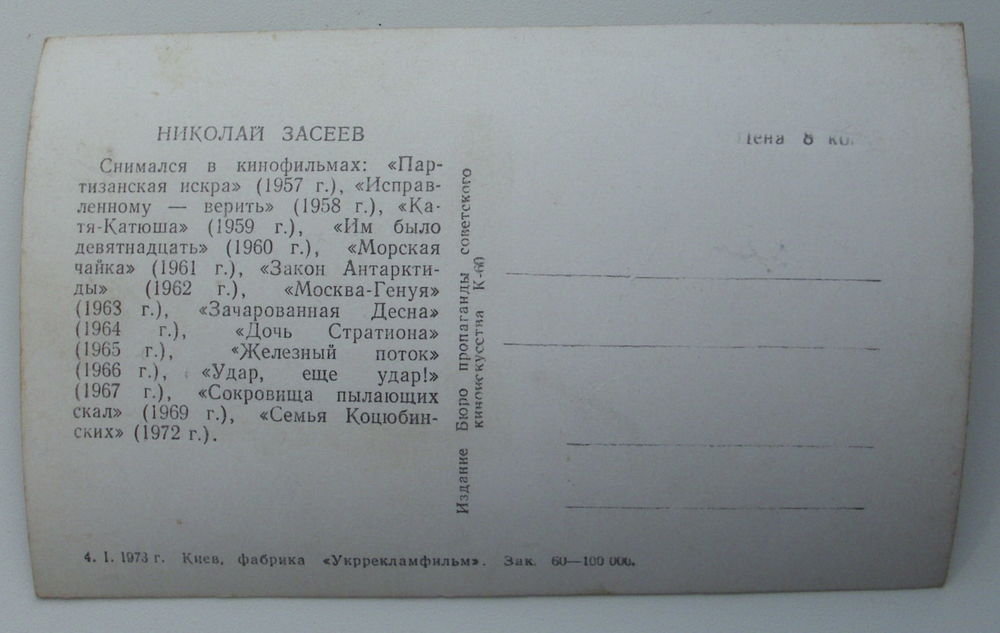 НИКОЛАЙ ЗАСЕЕВ
Снимался в кинофильмах: «Пар-
тизанская искра» (1957 г.), «Исправ-
ленному — верить» (1958 г.), «Ка-
тя-Катюша» (1959 г.), «Им было
девятнадцать» (1960 г.), «Морская
чайка» (1961 г.), «Закон Антаркти-
ды» (1962 г.), «Москва-Генуя»
(1963 г.), «Зачарованная Десна»
(1964 г.), «Дочь Стратиона»
(1965 г.), «Железный поток»
(1966 г.), «Удар, еще удар!»
(1967 г.), «Сокровища пылающих
скал» (1969 г.), «Семья Коцюбин-
ских» (1972 г.).
4. I. 1973 г. Киев, фабрика «Укррекламфильм». Зак. 60—100 000.
Издание Бюро пропаганды советского
киноискусства К-60
Цена 8 ко